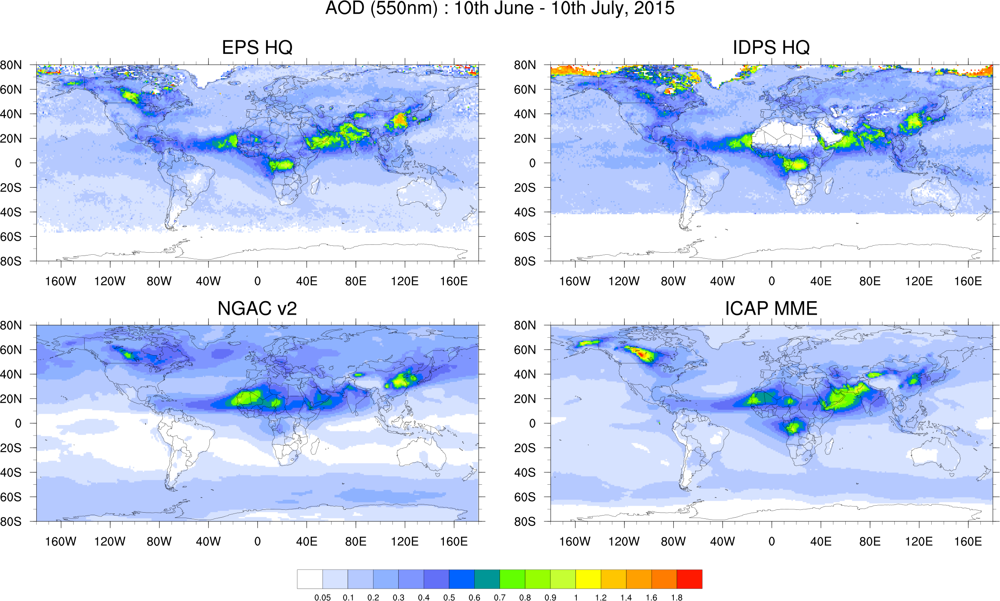 AOD (550nm) : 10th June - 10th July, 2015
EPS HQ
80N
60N
40N
20N
0
20S
40S
60S
80S
160W 120W 80W 40W 0 40E 80E 120E 160E
IDPS HQ
80N
60N
40N
20N
0
20S
40S
60S
80S
160W 120W 80W 40W 0 40E 80E 120E 160E
NGAC v2
80N
60N
40N
20N
0
20S
40S
60S
80S
160W 120W 80W 40W 0 40E 80E 120E 160E
ICAP MME
80N
60N
40N
20N
0
20S
40S
60S
80S
160W 120W 80W 40W 0 40E 80E 120E 160E
0.05 0.1 0.2 0.3 0.4 0.5 0.6 0.7 0.8 0.9 1 1.2 1.4 1.6 1.8